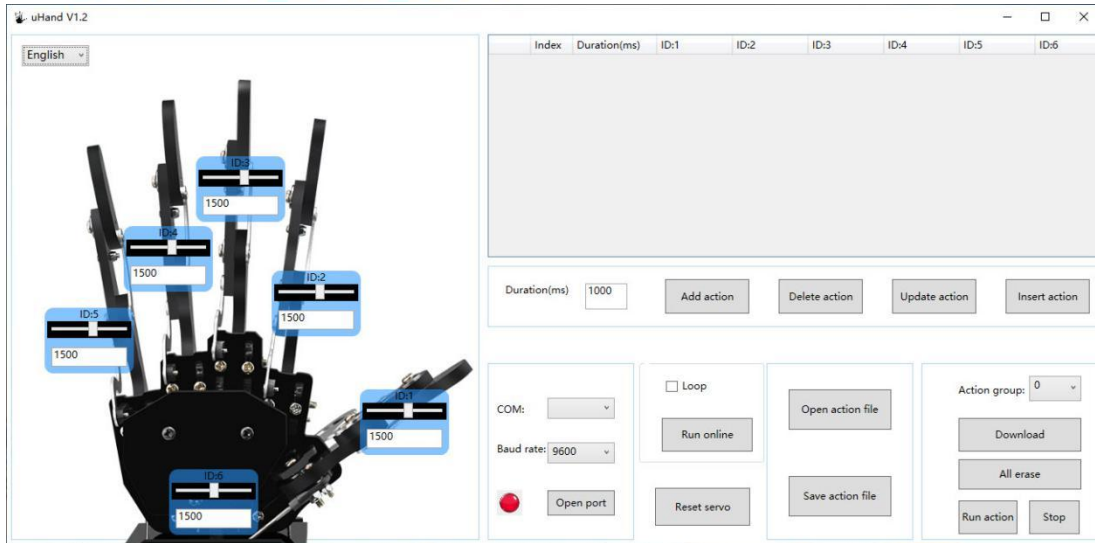 uHand V1.2
English
ID:3
1500
ID:4
1500
ID:2
1500
ID:5
1500
ID:1
1500
ID:6
1500
Index Duration(ms) ID:1 ID:2 ID:3 ID:4 ID:5 ID:6
Duration(ms) 1000 Add action Delete action Update action Insert action
COM:
Baud rate: 9600
Open port
Loop
Run online
Reset servo
Open action file
Save action file
Action group: 0
Download
All erase
Run action Stop